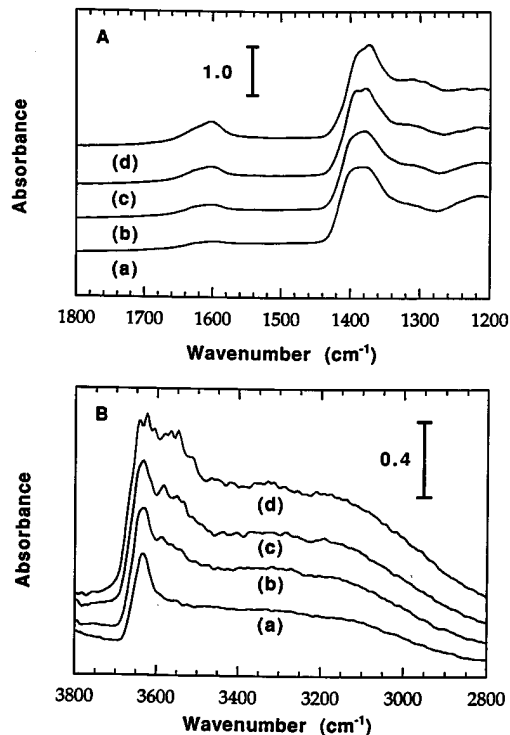 A
1.0
Absorbance
(d)
(c)
(b)
(a)
1800 1700 1600 1500 1400 1300 1200
Wavenumber (cm-1)
B
0.4
Absorbance
(d)
(c)
(b)
(a)
3800 3600 3400 3200 3000 2800
Wavenumber (cm-1)